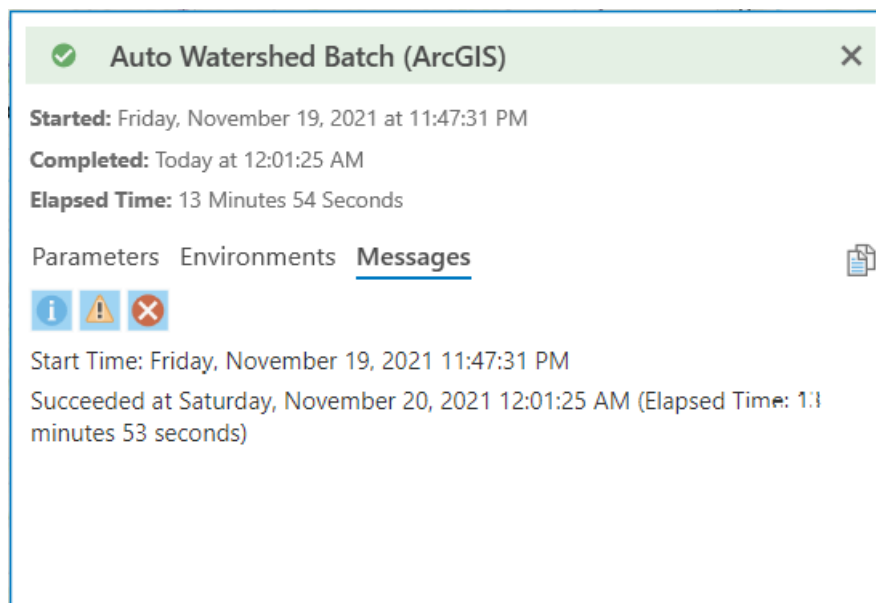 Auto Watershed Batch (ArcGIS)
Started: Friday, November 19, 2021 at 11:47:31 PM
Completed: Today at 12:01:25 AM
Elapsed Time: 13 Minutes 54 Seconds
Parameters Environments Messages
Start Time: Friday, November 19, 2021 11:47:31 PM
Succeeded at Saturday, November 20, 2021 12:01:25 AM (Elapsed Time: 13
minutes 53 seconds)